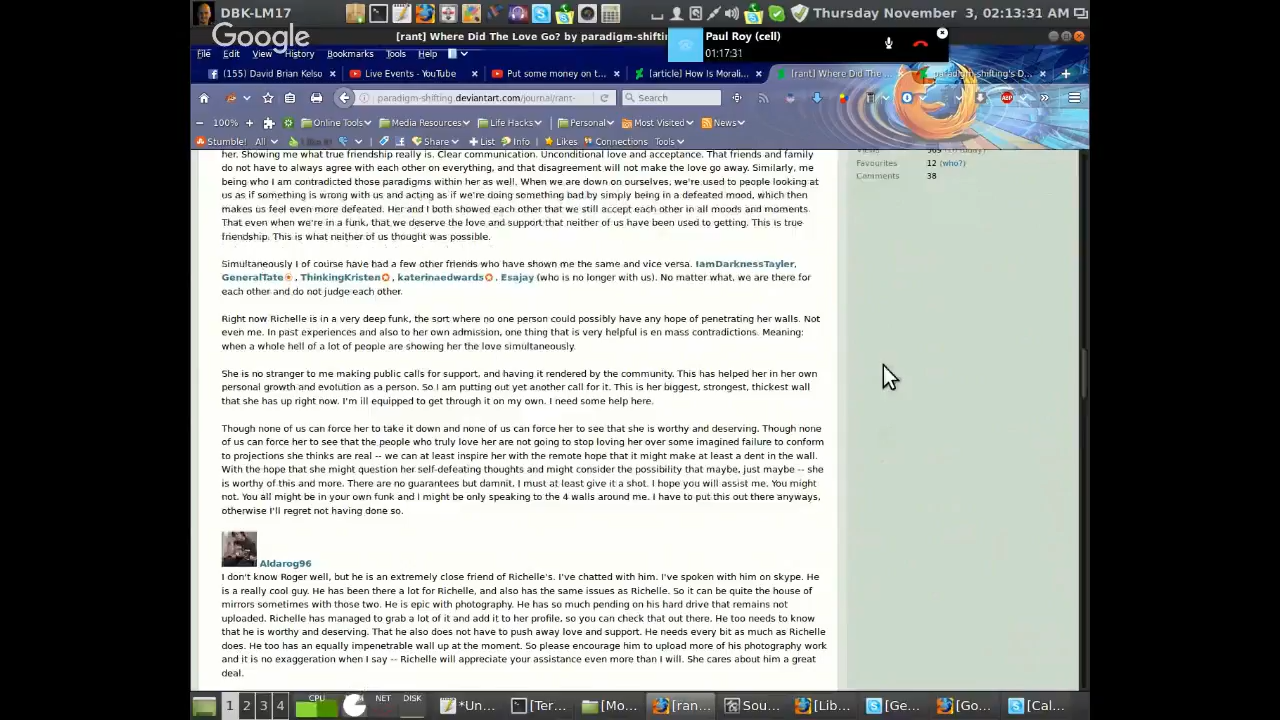 DBK-LM17
Thursday November 3, 02:13:31 AM
Google
[rant] Where Did The Love Go? by paradigm-shiftin
Paul Roy (cell)
01:17:31
File Edit View History Bookmarks Tools Help
(155) David Brian Kelso
Live Events - YouTube
Put some money on t...
[article] How Is Morali...
[rant] Where Did The ...
paradigm-shifting's D...
paradigm-shifting.deviantart.com/journal/rant-
Search
100% Online Tools Media Resources Life Hacks Personal Most Visited News
Stumble! All I like it! Share List Info Likes Connections Tools
her. Showing me what true friendship really is. Clear communication. Unconditional love and acceptance. That friends and family
do not have to always agree with each other on everything, and that disagreement will not make the love go away. Similarly, me
being who I am contradicted those paradigms within her as well. When we are down on ourselves, we're used to people looking at
us as if something is wrong with us and acting as if we're doing something bad by simply being in a defeated mood, which then
makes us feel even more defeated. Her and I both showed each other that we still accept each other in all moods and moments.
That even when we're in a funk, that we deserve the love and support that neither of us have been used to getting. This is true
friendship. This is what neither of us thought was possible.
Simultaneously I of course have had a few other friends who have shown me the same and vice versa. IamDarknessTayler,
GeneralTate, ThinkingKristen, katerinaedwards, Esajay (who is no longer with us). No matter what, we are there for
each other and do not judge each other.
Right now Richelle is in a very deep funk, the sort where no one person could possibly have any hope of penetrating her walls. Not
even me. In past experiences and also to her own admission, one thing that is very helpful is en mass contradictions. Meaning:
when a whole hell of a lot of people are showing her the love simultaneously.
She is no stranger to me making public calls for support, and having it rendered by the community. This has helped her in her own
personal growth and evolution as a person. So I am putting out yet another call for it. This is her biggest, strongest, thickest wall
that she has up right now. I'm ill equipped to get through it on my own. I need some help here.
Though none of us can force her to take it down and none of us can force her to see that she is worthy and deserving. Though none
of us can force her to see that the people who truly love her are not going to stop loving her over some imagined failure to conform
to projections she thinks are real -- we can at least inspire her with the remote hope that it might make at least a dent in the wall.
With the hope that she might question her self-defeating thoughts and might consider the possibility that maybe, just maybe -- she
is worthy of this and more. There are no guarantees but damnit, I must at least give it a shot. I hope you will assist me. You might
not. You all might be in your own funk and I might be only speaking to the 4 walls around me. I have to put this out there anyways,
otherwise I'll regret not having done so.
Aldarog96
I don't know Roger well, but he is an extremely close friend of Richelle's. I've chatted with him. I've spoken with him on skype. He
is a really cool guy. He has been there a lot for Richelle, and also has the same issues as Richelle. So it can be quite the house of
mirrors sometimes with those two. He is epic with photography. He has so much pending on his hard drive that remains not
uploaded. Richelle has managed to grab a lot of it and add it to her profile, so you can check that out there. He too needs to know
that he is worthy and deserving. That he also does not have to push away love and support. He needs every bit as much as Richelle
does. He too has an equally impenetrable wall up at the moment. So please encourage him to upload more of his photography work
and it is no exaggeration when I say -- Richelle will appreciate your assistance even more than I will. She cares about him a great
deal.
Favourites 12 (who?)
Comments 38
1 2 3 4 CPU NET DISK *Un... [Ter... [Mo... [ran... Sou... [Lib... [Ge... [Go... [Cal...